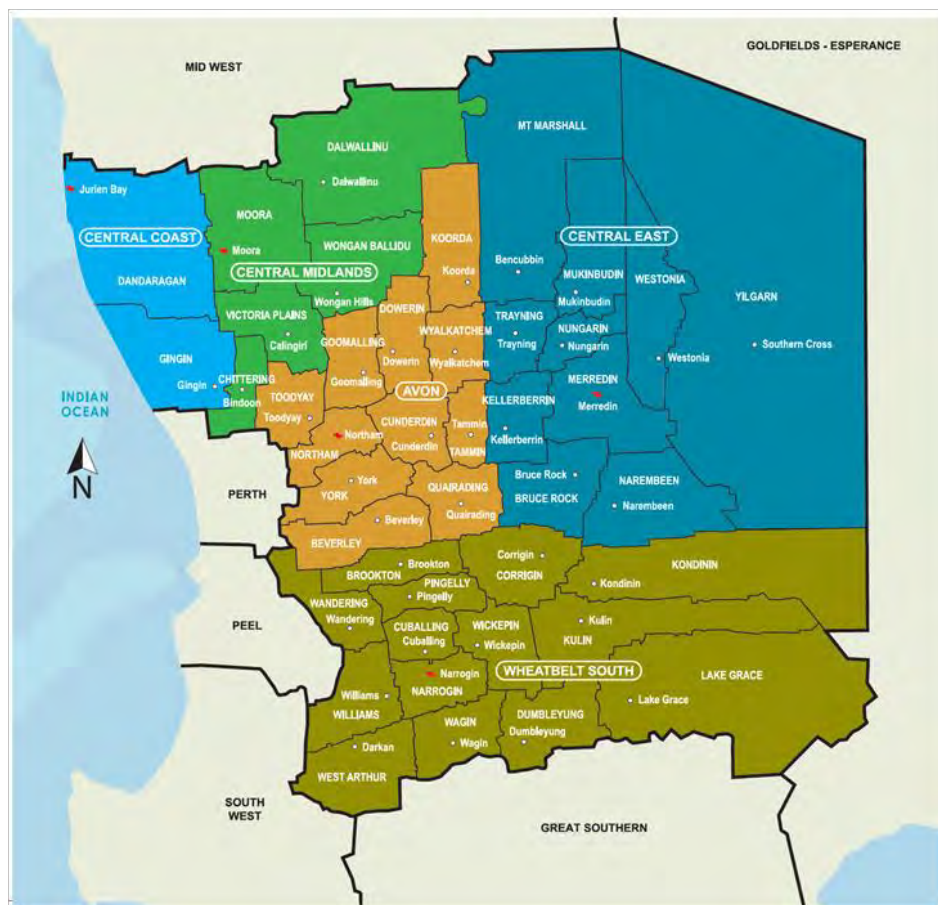 GOLDFIELDS - ESPERANCE
MID WEST
MT MARSHALL
DALWALLINU
Dalwallinu
Jurien Bay
MOORA
KOORDA
CENTRAL COAST
CENTRAL EAST
WONGAN BALLIDU
Moora
Bencubbin
CENTRAL MIDLANDS
Koorda
MUKINBUDIN
WESTONIA
DANDARAGAN
YILGARN
Wongan Hills
Mukinbudin
DOWERIN
VICTORIA PLAINS
TRAYNING
WYALKATCHEM
NUNGARIN
Calingiri
GOOMALLING
Trayning
Southern Cross
Nungarin
GINGIN
Dowerin
Wyalkatchem
Westonia
Goomalling
CHITTERING
MERREDIN
Gingin
AVON
INDIAN
OCEAN
TOODYAY
KELLERBERRIN
Bindoon
Merredin
Toodyay
CUNDERDIN
Tammin
Northam
Kellerberrin
Cunderdin
NORTHAM
TAMMIN
N
York
Bruce Rock
NAREMBEEN
QUAIRADING
PERTH
YORK
BRUCE ROCK
Narembeen
Quairading
Beverley
BEVERLEY
Corrigin
Brookton
KONDININ
BROOKTON
CORRIGIN
PINGELLY
Kondinin
Pingelly
WANDERING
Wandering
PEEL
CUBALLING
WICKEPIN
Kulin
Cuballing
Wickepin
KULIN
WHEATBELT SOUTH
Narrogin
LAKE GRACE
Williams
NARROGIN
Lake Grace
WILLIAMS
WAGIN
DUMBLEYUNG
Dumbleyung
Darkan
Wagin
WEST ARTHUR
SOUTH
WEST
GREAT SOUTHERN